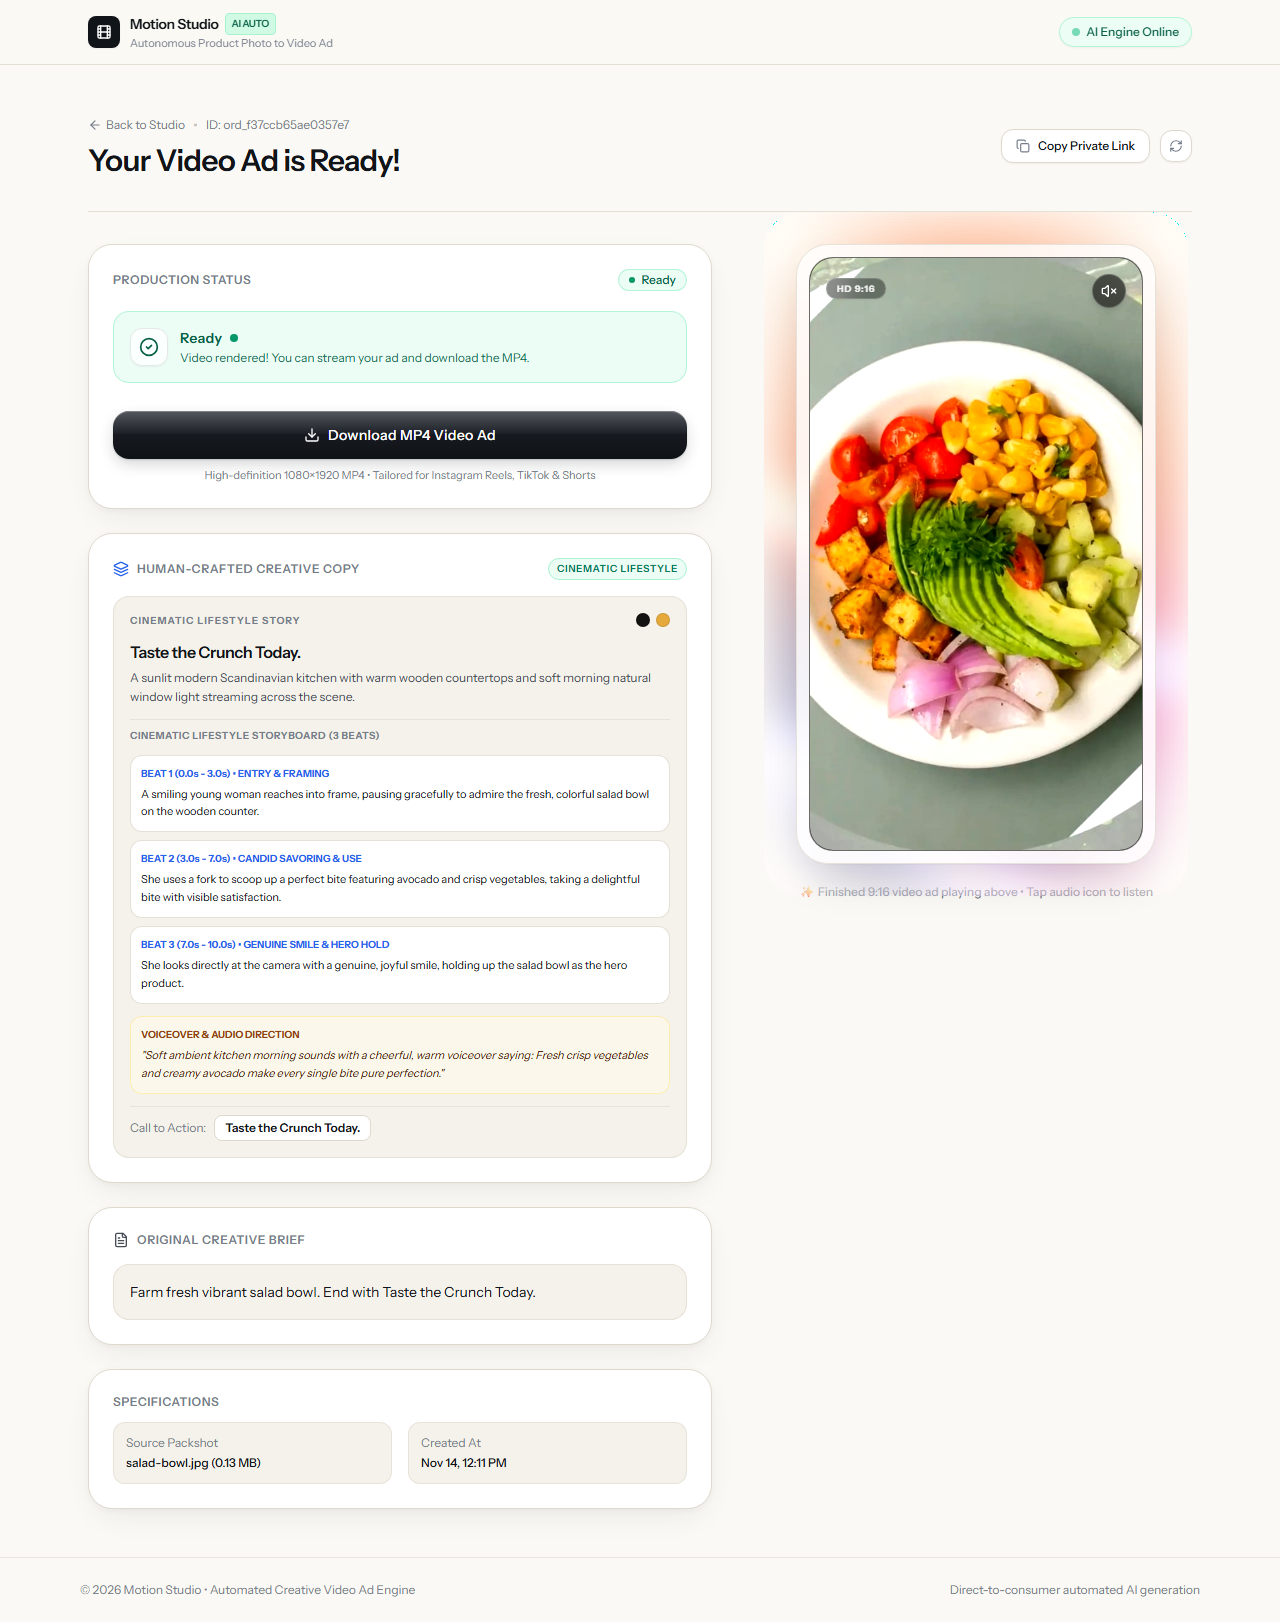 Motion Studio AI AUTO
Autonomous Product Photo to Video Ad
AI Engine Online
Back to Studio • ID: ord_f37ccb65ae0357e7
Your Video Ad is Ready!
Copy Private Link
PRODUCTION STATUS
Ready
Ready
Video rendered! You can stream your ad and download the MP4.
Download MP4 Video Ad
High-definition 1080×1920 MP4 • Tailored for Instagram Reels, TikTok & Shorts
HUMAN-CRAFTED CREATIVE COPY
CINEMATIC LIFESTYLE
CINEMATIC LIFESTYLE STORY
Taste the Crunch Today.
A sunlit modern Scandinavian kitchen with warm wooden countertops and soft morning natural
window light streaming across the scene.
CINEMATIC LIFESTYLE STORYBOARD (3 BEATS)
BEAT 1 (0.0s - 3.0s) • ENTRY & FRAMING
A smiling young woman reaches into frame, pausing gracefully to admire the fresh, colorful salad bowl
on the wooden counter.
BEAT 2 (3.0s - 7.0s) • CANDID SAVORING & USE
She uses a fork to scoop up a perfect bite featuring avocado and crisp vegetables, taking a delightful
bite with visible satisfaction.
BEAT 3 (7.0s - 10.0s) • GENUINE SMILE & HERO HOLD
She looks directly at the camera with a genuine, joyful smile, holding up the salad bowl as the hero
product.
VOICEOVER & AUDIO DIRECTION
"Soft ambient kitchen morning sounds with a cheerful, warm voiceover saying: Fresh crisp vegetables
and creamy avocado make every single bite pure perfection."
Call to Action: Taste the Crunch Today.
ORIGINAL CREATIVE BRIEF
Farm fresh vibrant salad bowl. End with Taste the Crunch Today.
SPECIFICATIONS
Source Packshot
salad-bowl.jpg (0.13 MB)
Created At
Nov 14, 12:11 PM
HD 9:16
✨ Finished 9:16 video ad playing above • Tap audio icon to listen
© 2026 Motion Studio • Automated Creative Video Ad Engine
Direct-to-consumer automated AI generation